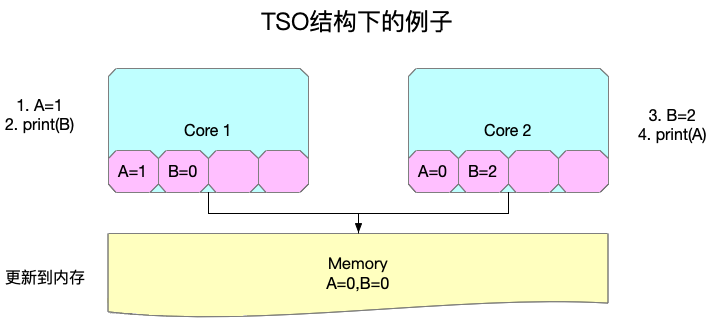 TSO结构下的例子
1. A=1
2. print(B)
Core 1
A=1
B=0
Core 2
A=0
B=2
3. B=2
4. print(A)
更新到内存
Memory
A=0,B=0